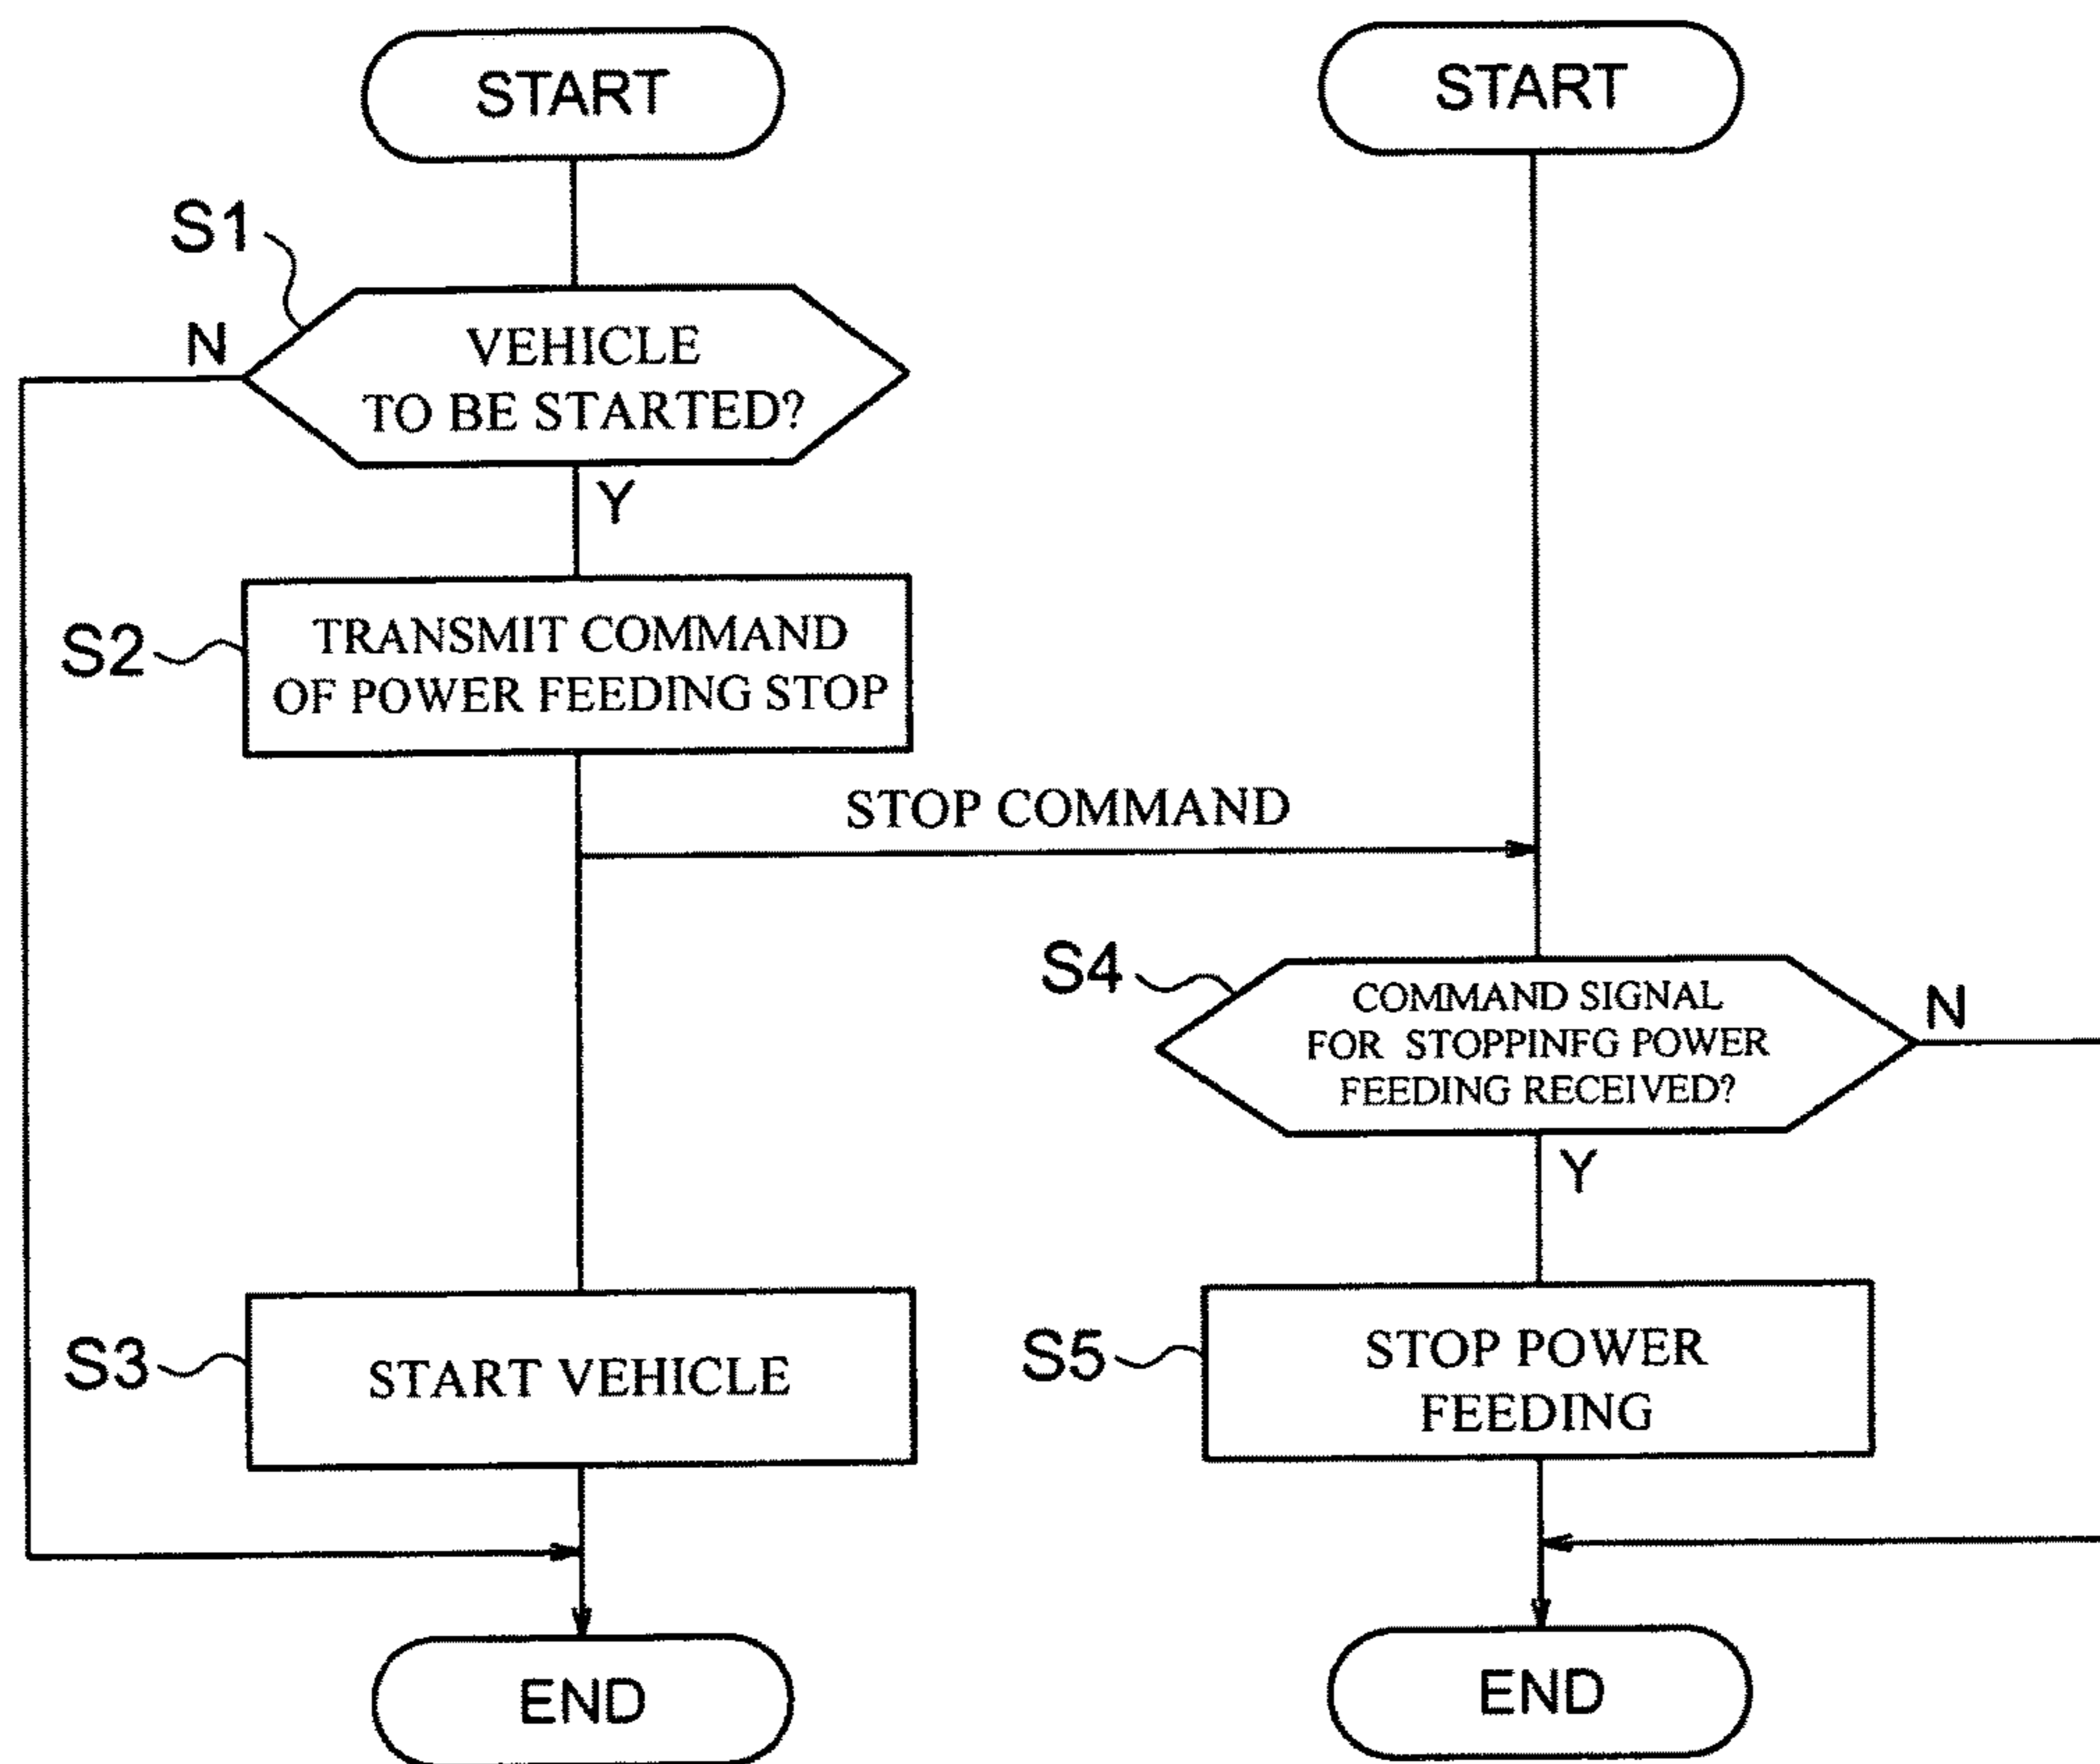 START
S1
N
VEHICLE
TO BE STARTED?
Y
S2
TRANSMIT COMMAND
OF POWER FEEDING STOP
STOP COMMAND
S3
START VEHICLE
END
START
S4
COMMAND SIGNAL
FOR STOPPINFG POWER
FEEDING RECEIVED?
N
Y
S5
STOP POWER
FEEDING
END